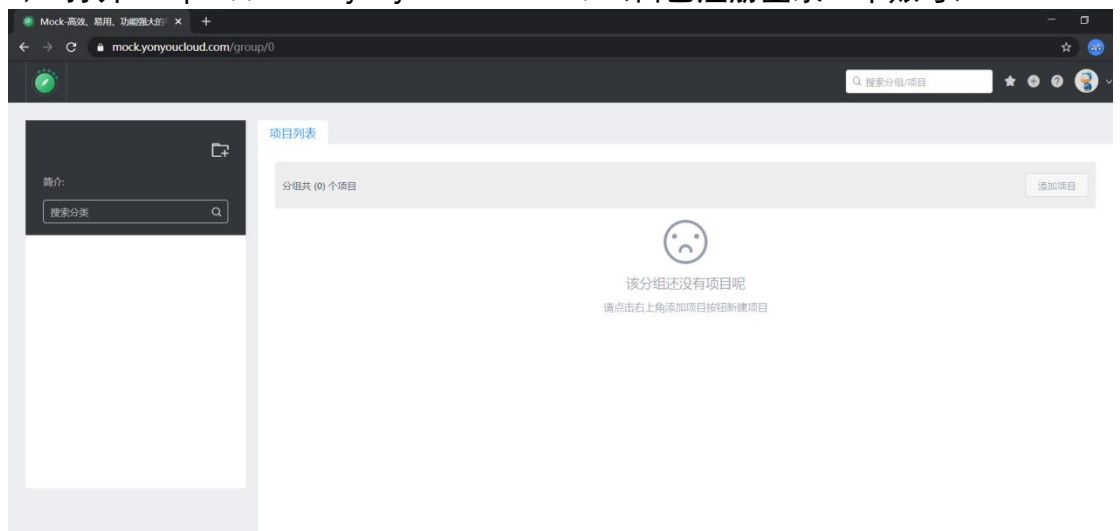 Mock-高效、易用、功能强大的
mock.yonyoucloud.com/group/0
搜索分组/项目
项目列表
简介:
搜索分类
分组共 (0) 个项目
添加项目
该分组还没有项目呢
请点击右上角添加项目按钮新建项目